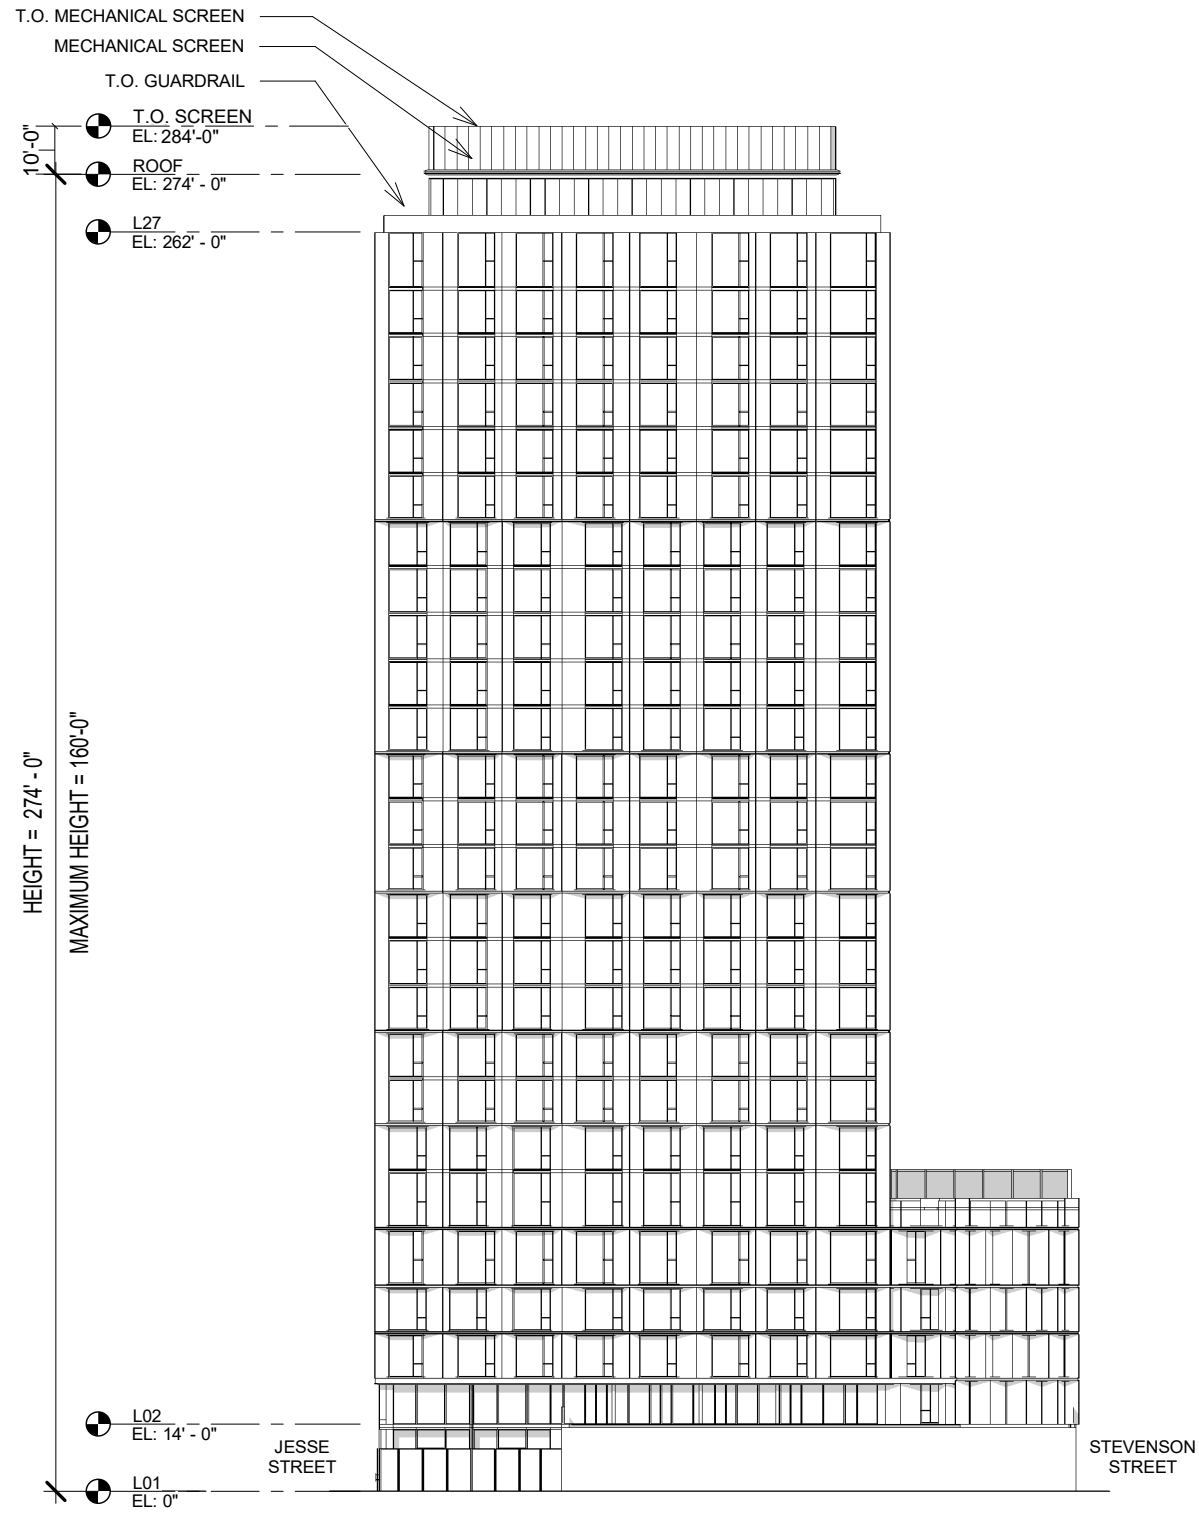 T.O. MECHANICAL SCREEN
MECHANICAL SCREEN
T.O. GUARDRAIL
T.O. SCREEN
EL: 284'-0"
10'-0"
ROOF
EL: 274' - 0"
L27
EL: 262' - 0"
HEIGHT = 274' - 0"
MAXIMUM HEIGHT = 160'-0"
L02
EL: 14' - 0"
JESSE
STREET
STEVENSON
STREET
L01
EL: 0"